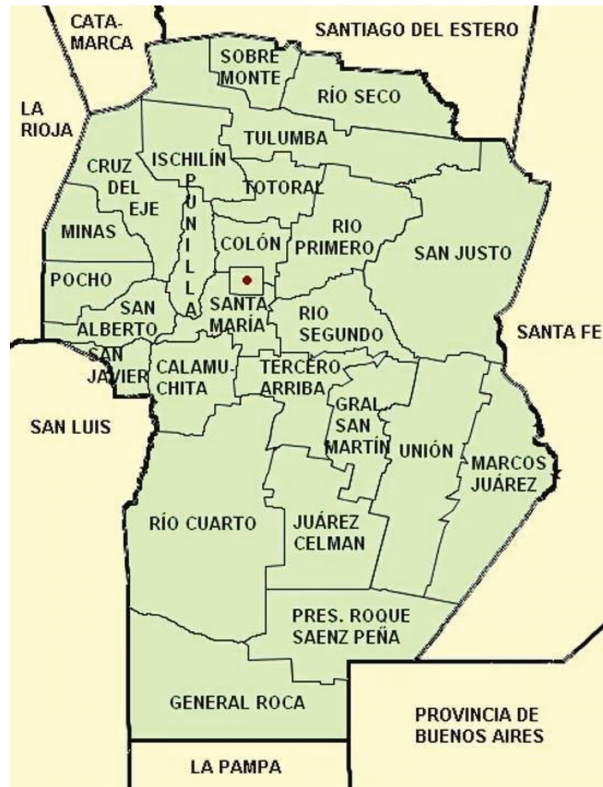 CATA-
MARCA
SANTIAGO DEL ESTERO
SOBRE
MONTE
RÍO SECO
LA
RIOJA
TULUMBA
ISCHILÍN
CRUZ
DEL
EJE
PUNILLA
TOTORAL
MINAS
COLÓN
RIO
PRIMERO
SAN JUSTO
POCHO
SAN
ALBERTO
SANTA
MARÍA
RIO
SEGUNDO
SANTA FE
SAN
JAVIER
CALAMU-
CHITA
TERCERO
ARRIBA
GRAL
SAN
MARTÍN
SAN LUIS
UNIÓN
MARCOS
JUÁREZ
RÍO CUARTO
JUÁREZ
CELMAN
PRES. ROQUE
SAENZ PEÑA
GENERAL ROCA
PROVINCIA DE
BUENOS AIRES
LA PAMPA